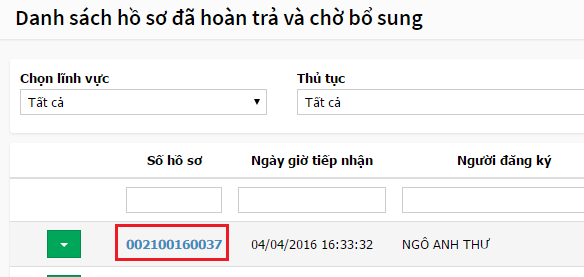 Danh sách hồ sơ đã hoàn trả và chờ bổ sung
Chọn lĩnh vực Thủ tục
Tất cả Tất cả
Số hồ sơ Ngày giờ tiếp nhận Người đăng ký
002100160037 04/04/2016 16:33:32 NGÔ ANH THƯ